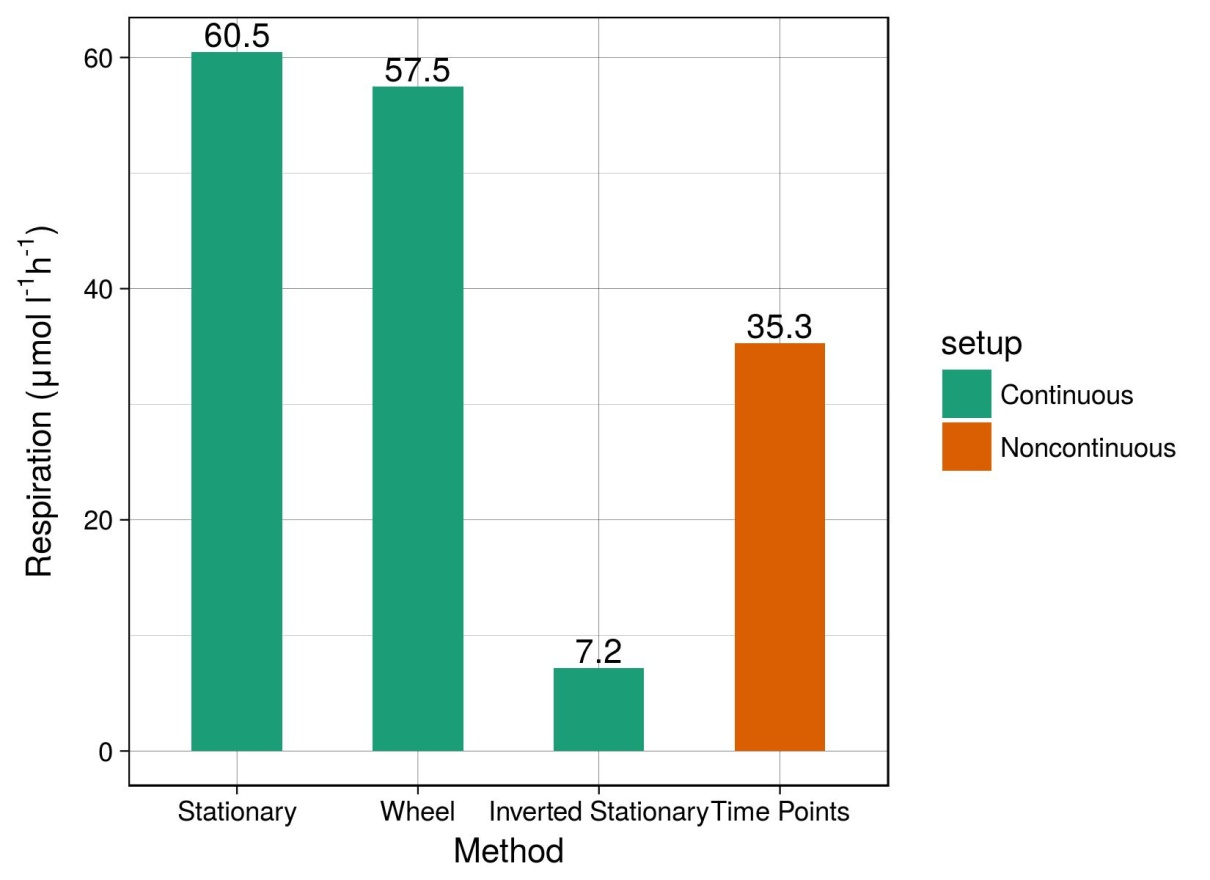 60.5
57.5
7.2
35.3
60
40
20
0
Respiration (μmol l⁻¹h⁻¹)
Stationary Wheel Inverted Stationary Time Points
Method
setup
Continuous
Noncontinuous